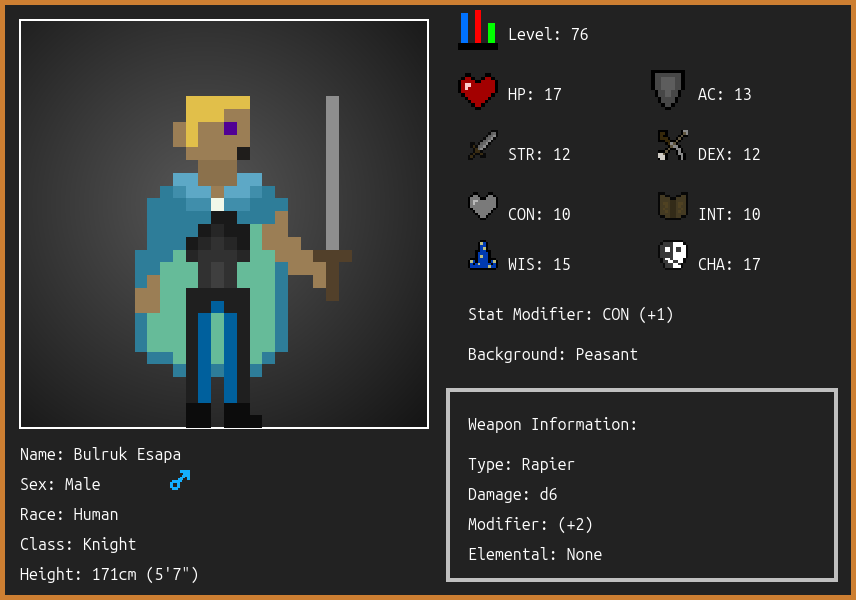 Level: 76
HP: 17
AC: 13
STR: 12
DEX: 12
CON: 10
INT: 10
WIS: 15
CHA: 17
Stat Modifier: CON (+1)
Background: Peasant
Weapon Information:
Type: Rapier
Damage: d6
Modifier: (+2)
Elemental: None
Name: Bulruk Esapa
Sex: Male
Race: Human
Class: Knight
Height: 171cm (5'7")